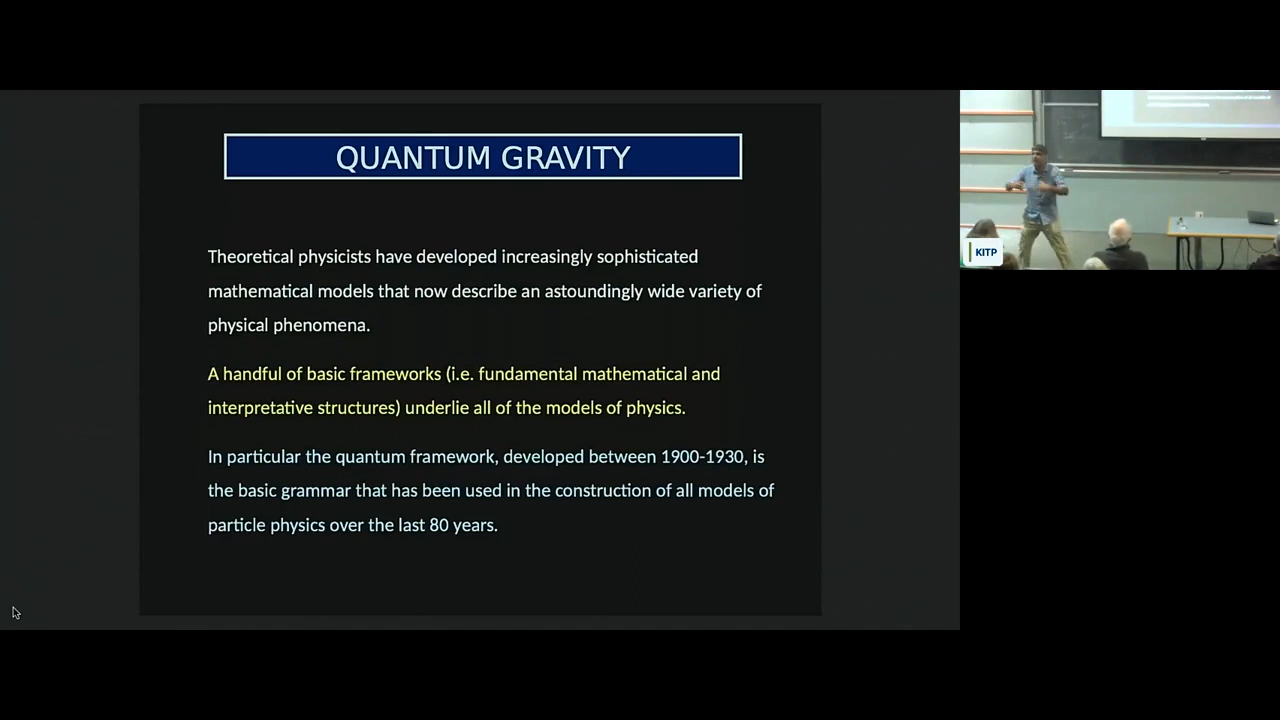 QUANTUM GRAVITY
Theoretical physicists have developed increasingly sophisticated
mathematical models that now describe an astoundingly wide variety of
physical phenomena.
A handful of basic frameworks (i.e. fundamental mathematical and
interpretative structures) underlie all of the models of physics.
In particular the quantum framework, developed between 1900-1930, is
the basic grammar that has been used in the construction of all models of
particle physics over the last 80 years.
KITP